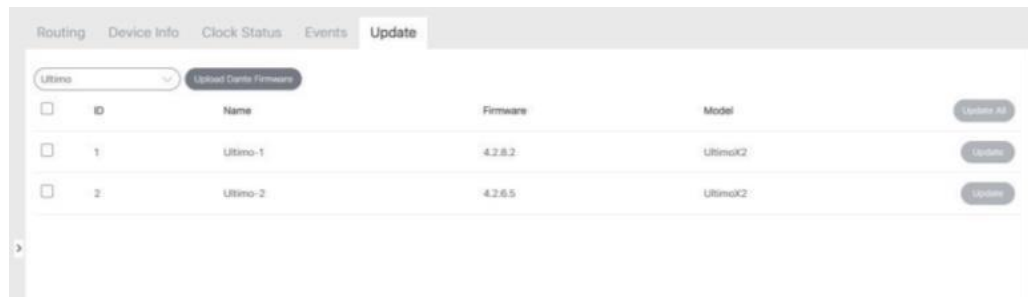 Routing Device Info Clock Status Events Update
Ultimo Upload Dante Firmware
ID Name Firmware Model Update All
1 Ultimo-1 4.2.8.2 UltimoX2 Update
2 Ultimo-2 4.2.6.5 UltimoX2 Update